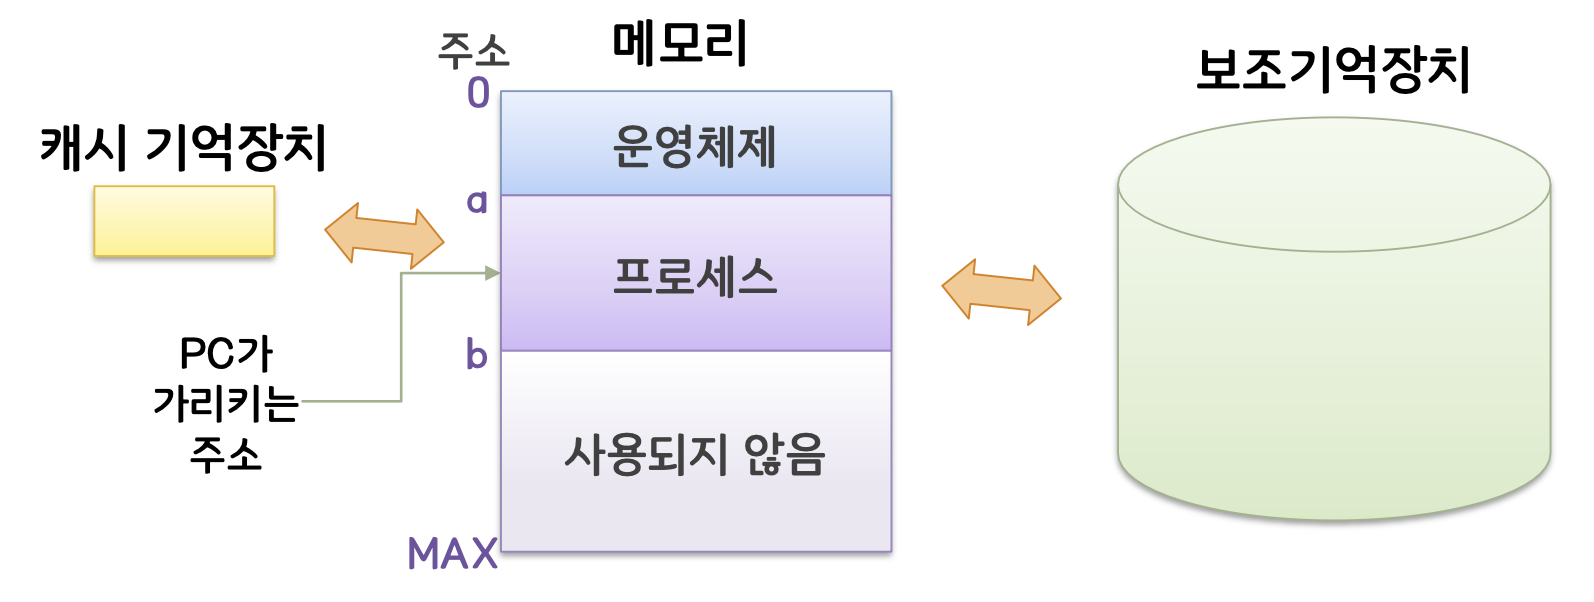 캐시 기억장치
주소
메모리
0
운영체제
a
프로세스
b
사용되지 않음
MAX
PC가
가리키는
주소
보조기억장치